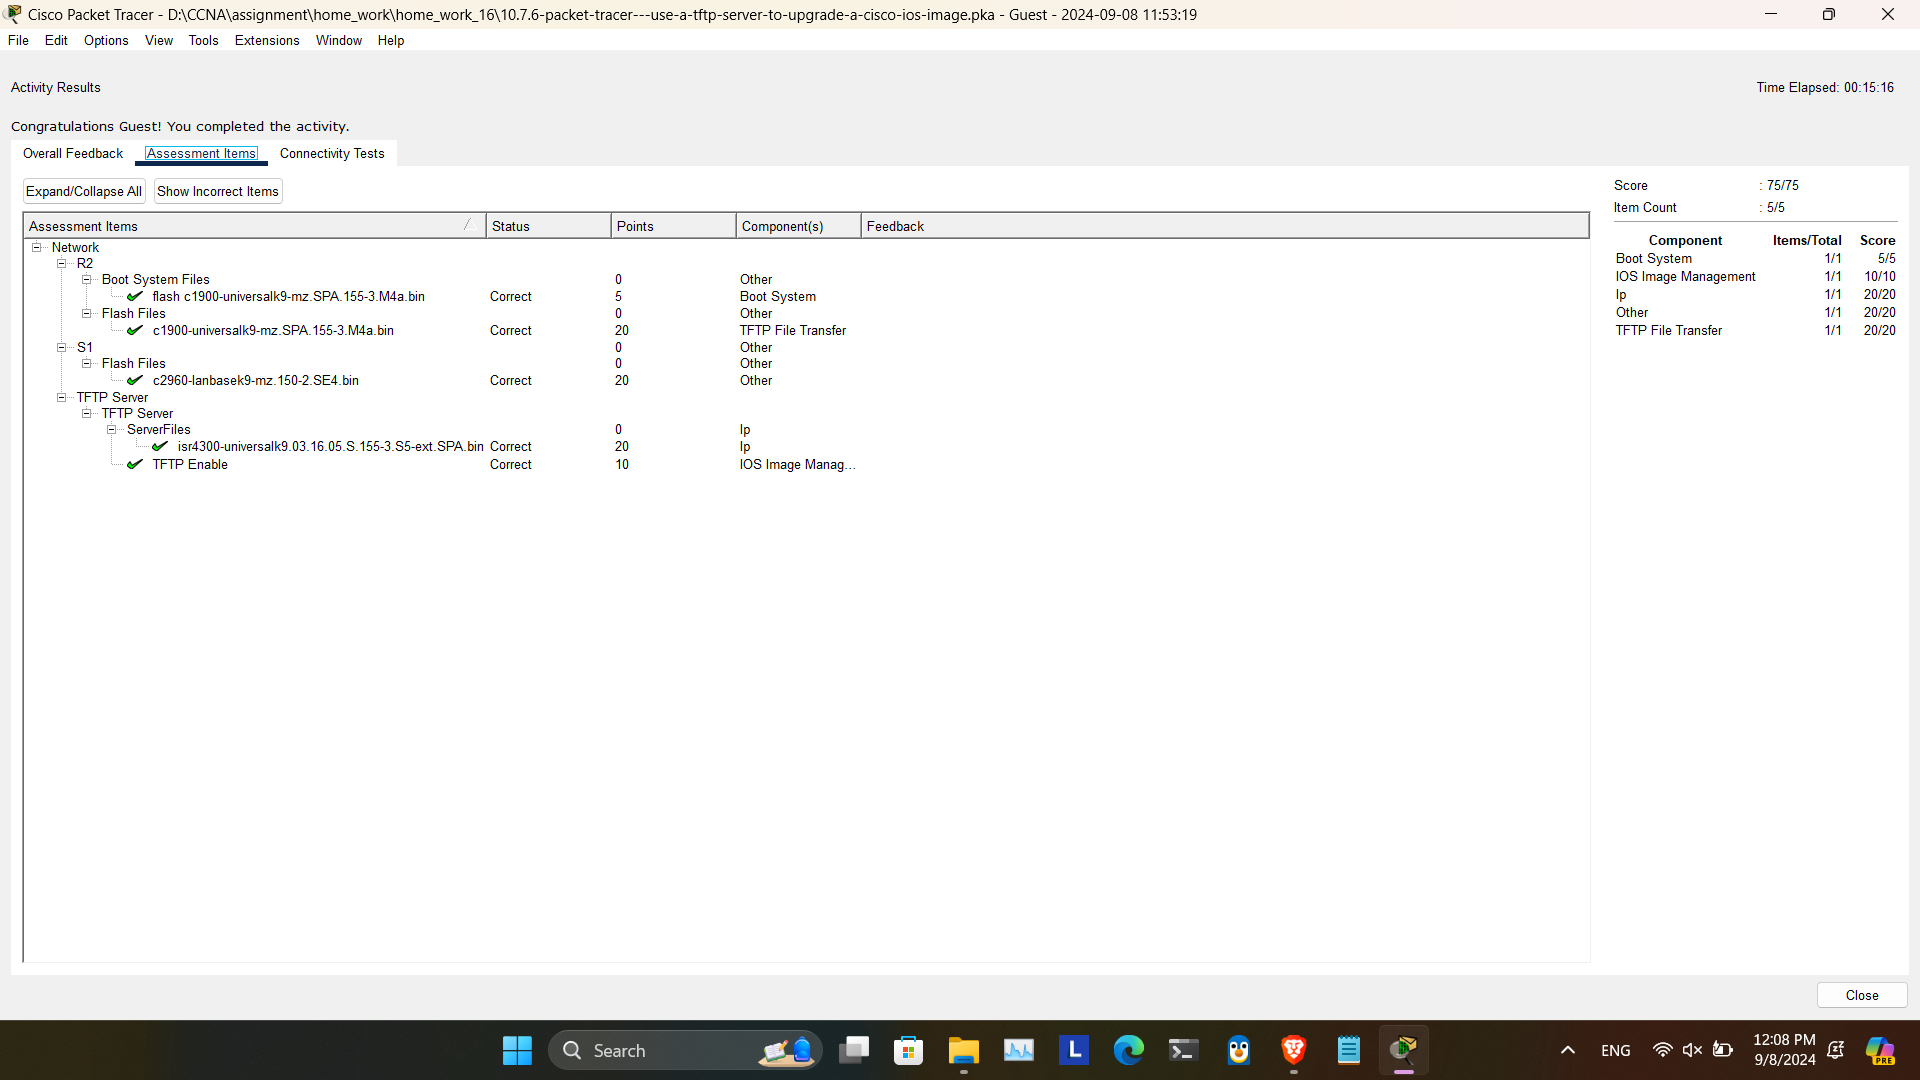 Cisco Packet Tracer - D:\CCNA\assignment\home_work\home_work_16\10.7.6-packet-tracer---use-a-tftp-server-to-upgrade-a-cisco-ios-image.pka - Guest - 2024-09-08 11:53:19
File Edit Options View Tools Extensions Window Help
Activity Results Time Elapsed: 00:15:16
Congratulations Guest! You completed the activity.
Overall Feedback Assessment Items Connectivity Tests
Expand/Collapse All Show Incorrect Items
Assessment Items Status Points Component(s) Feedback
Network
R2
Boot System Files 0 Other
flash c1900-universalk9-mz.SPA.155-3.M4a.bin Correct 5 Boot System
Flash Files 0 Other
c1900-universalk9-mz.SPA.155-3.M4a.bin Correct 20 TFTP File Transfer
S1 0 Other
Flash Files 0 Other
c2960-lanbasek9-mz.150-2.SE4.bin Correct 20 Other
TFTP Server
TFTP Server
ServerFiles 0 Ip
isr4300-universalk9.03.16.05.S.155-3.S5-ext.SPA.bin Correct 20 Ip
TFTP Enable Correct 10 IOS Image Manag...
Score : 75/75
Item Count : 5/5
Component Items/Total Score
Boot System 1/1 5/5
IOS Image Management 1/1 10/10
Ip 1/1 20/20
Other 1/1 20/20
TFTP File Transfer 1/1 20/20
Close
Search
L
ENG
12:08 PM
9/8/2024
PRE